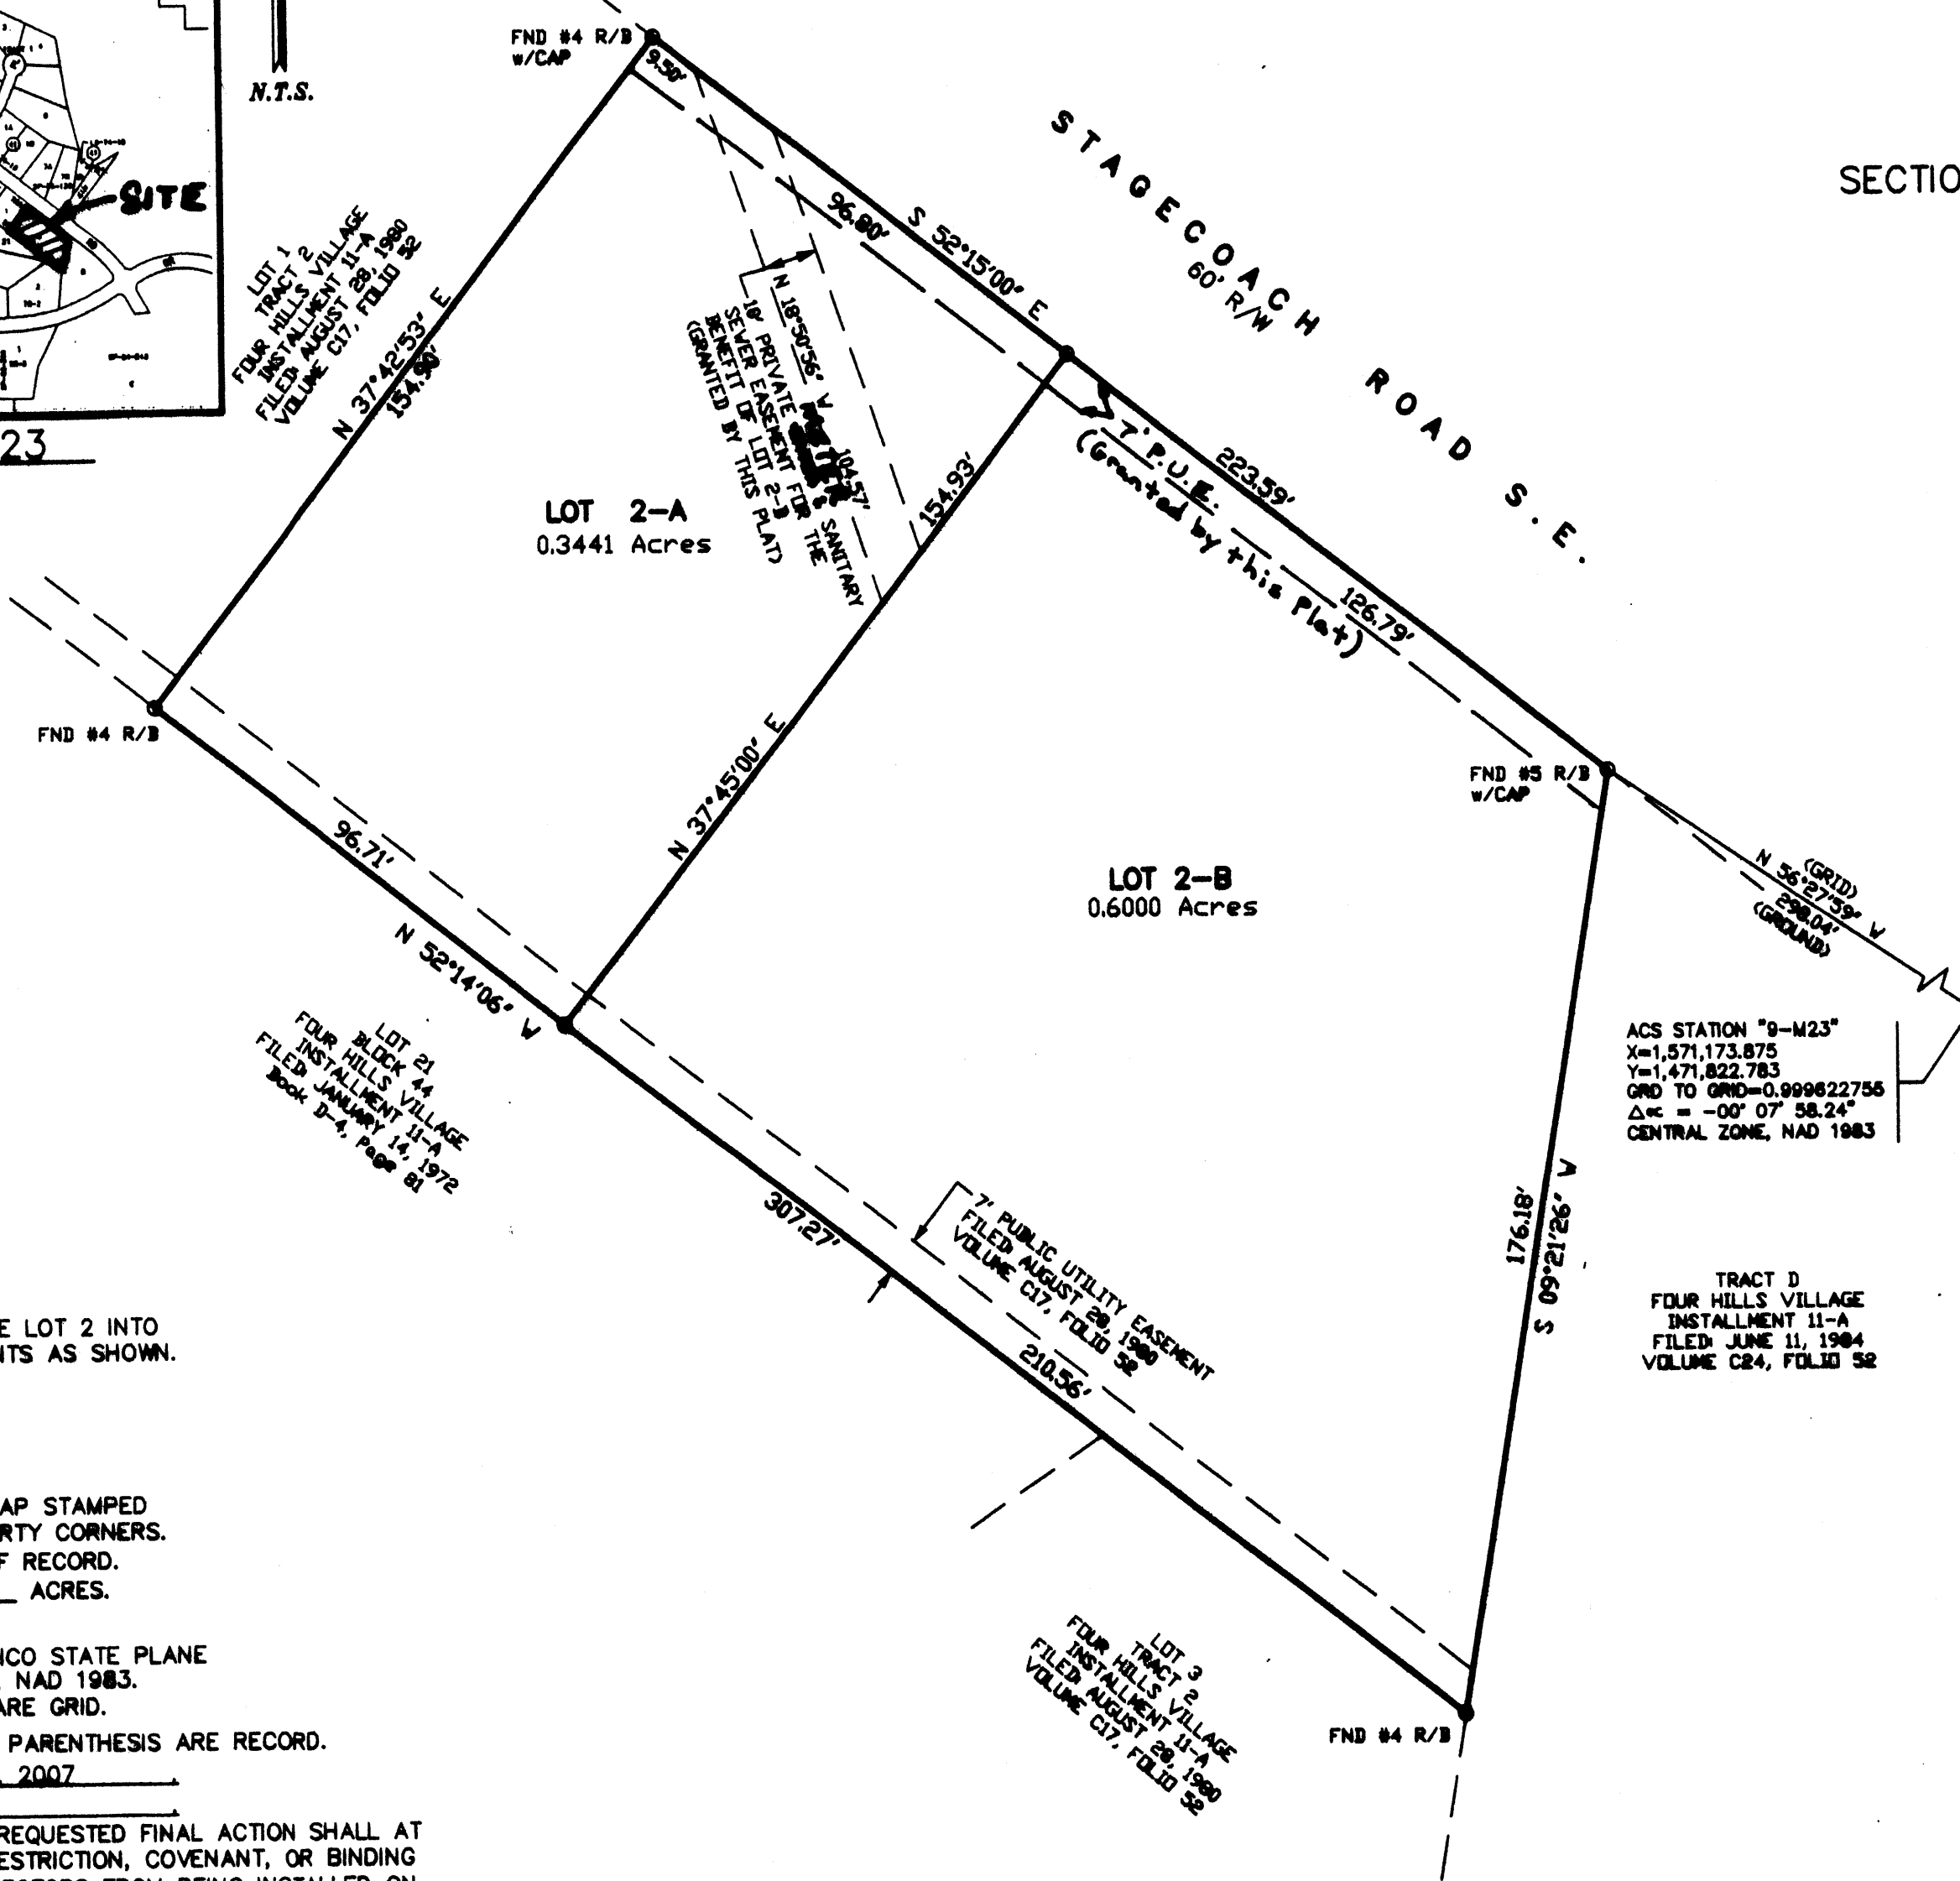 N.T.S.
SITE
23
FND #4 R/B
w/CAP
9.50'
STAGECOACH ROAD S.E.
60' R/W
SECTIO
S 52°15'00" E
96.80'
223.59'
126.79'
7' P.U.E.
(Granted by this Plat)
LOT 1
TRACT 2
FOUR HILLS VILLAGE
INSTALLMENT 11-A
FILED: AUGUST 28, 1980
VOLUME C17, FOLIO 52
N 37°42'53" E
154.90'
N 18°50'56" W
104.57'
10' PRIVATE SANITARY
SEWER EASEMENT FOR THE
BENEFIT OF LOT 2-B
(GRANTED BY THIS PLAT)
LOT 2-A
0.3441 Acres
154.93'
N 37°45'00" E
FND #4 R/B
96.71'
N 52°14'06" W
FND #5 R/B
w/CAP
LOT 2-B
0.6000 Acres
(GRID)
N 56°27'59" W
298.04'
(GROUND)
ACS STATION "9-M23"
X=1,571,173.875
Y=1,471,822.783
GRD TO GRID=0.999622755
Δ∝ = -00° 07' 58.24"
CENTRAL ZONE, NAD 1983
LOT 21
BLOCK 44
FOUR HILLS VILLAGE
INSTALLMENT 11-A
FILED: JANUARY 14, 1972
Book D-4, Page 81
307.27'
7' PUBLIC UTILITY EASEMENT
FILED: AUGUST 28, 1980
VOLUME C17, FOLIO 52
210.56'
176.18'
S 09°21'26" W
TRACT D
FOUR HILLS VILLAGE
INSTALLMENT 11-A
FILED: JUNE 11, 1984
VOLUME C24, FOLIO 52
LOT 3
TRACT 2
FOUR HILLS VILLAGE
INSTALLMENT 11-A
FILED: AUGUST 28, 1980
VOLUME C17, FOLIO 52
FND #4 R/B
E LOT 2 INTO
NTS AS SHOWN.
AP STAMPED
RTY CORNERS.
F RECORD.
ACRES.
ICO STATE PLANE
NAD 1983.
ARE GRID.
PARENTHESIS ARE RECORD.
2007
REQUESTED FINAL ACTION SHALL AT
ESTRICTION, COVENANT, OR BINDING